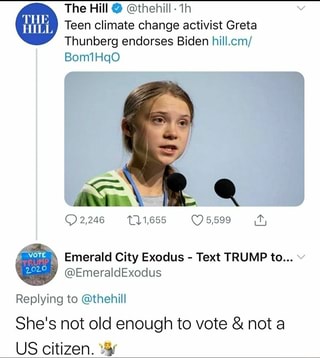 THE HILL
The Hill @thehill · 1h
Teen climate change activist Greta
Thunberg endorses Biden hill.cm/
Bom1HqO
2,246 1,655 5,599
VOTE
TRUMP
2020
Emerald City Exodus - Text TRUMP to...
@EmeraldExodus
Replying to @thehill
She's not old enough to vote & not a
US citizen. 🤷‍♀️